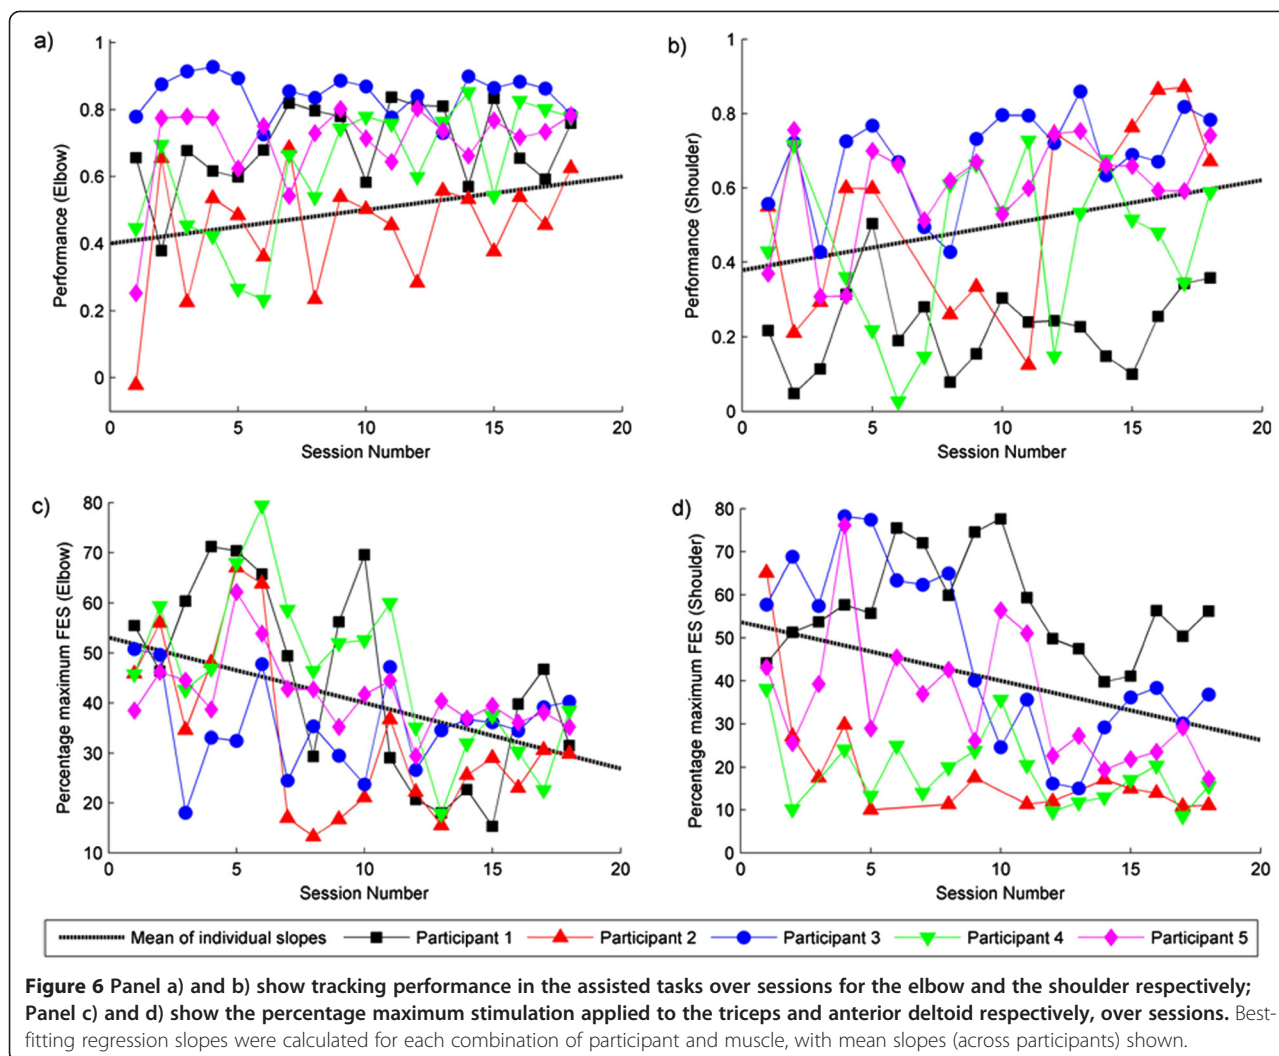 a)
1
0.8
0.6
0.4
0.2
0
Performance (Elbow)
0 5 10 15 20
Session Number
b)
1
0.8
0.6
0.4
0.2
0
Performance (Shoulder)
0 5 10 15 20
Session Number
c)
80
70
60
50
40
30
20
10
Percentage maximum FES (Elbow)
0 5 10 15 20
Session Number
d)
80
70
60
50
40
30
20
10
0
Percentage maximum FES (Shoulder)
0 5 10 15 20
Session Number
Mean of individual slopes Participant 1 Participant 2 Participant 3 Participant 4 Participant 5
Figure 6 Panel a) and b) show tracking performance in the assisted tasks over sessions for the elbow and the shoulder respectively;
Panel c) and d) show the percentage maximum stimulation applied to the triceps and anterior deltoid respectively, over sessions. Best-
fitting regression slopes were calculated for each combination of participant and muscle, with mean slopes (across participants) shown.